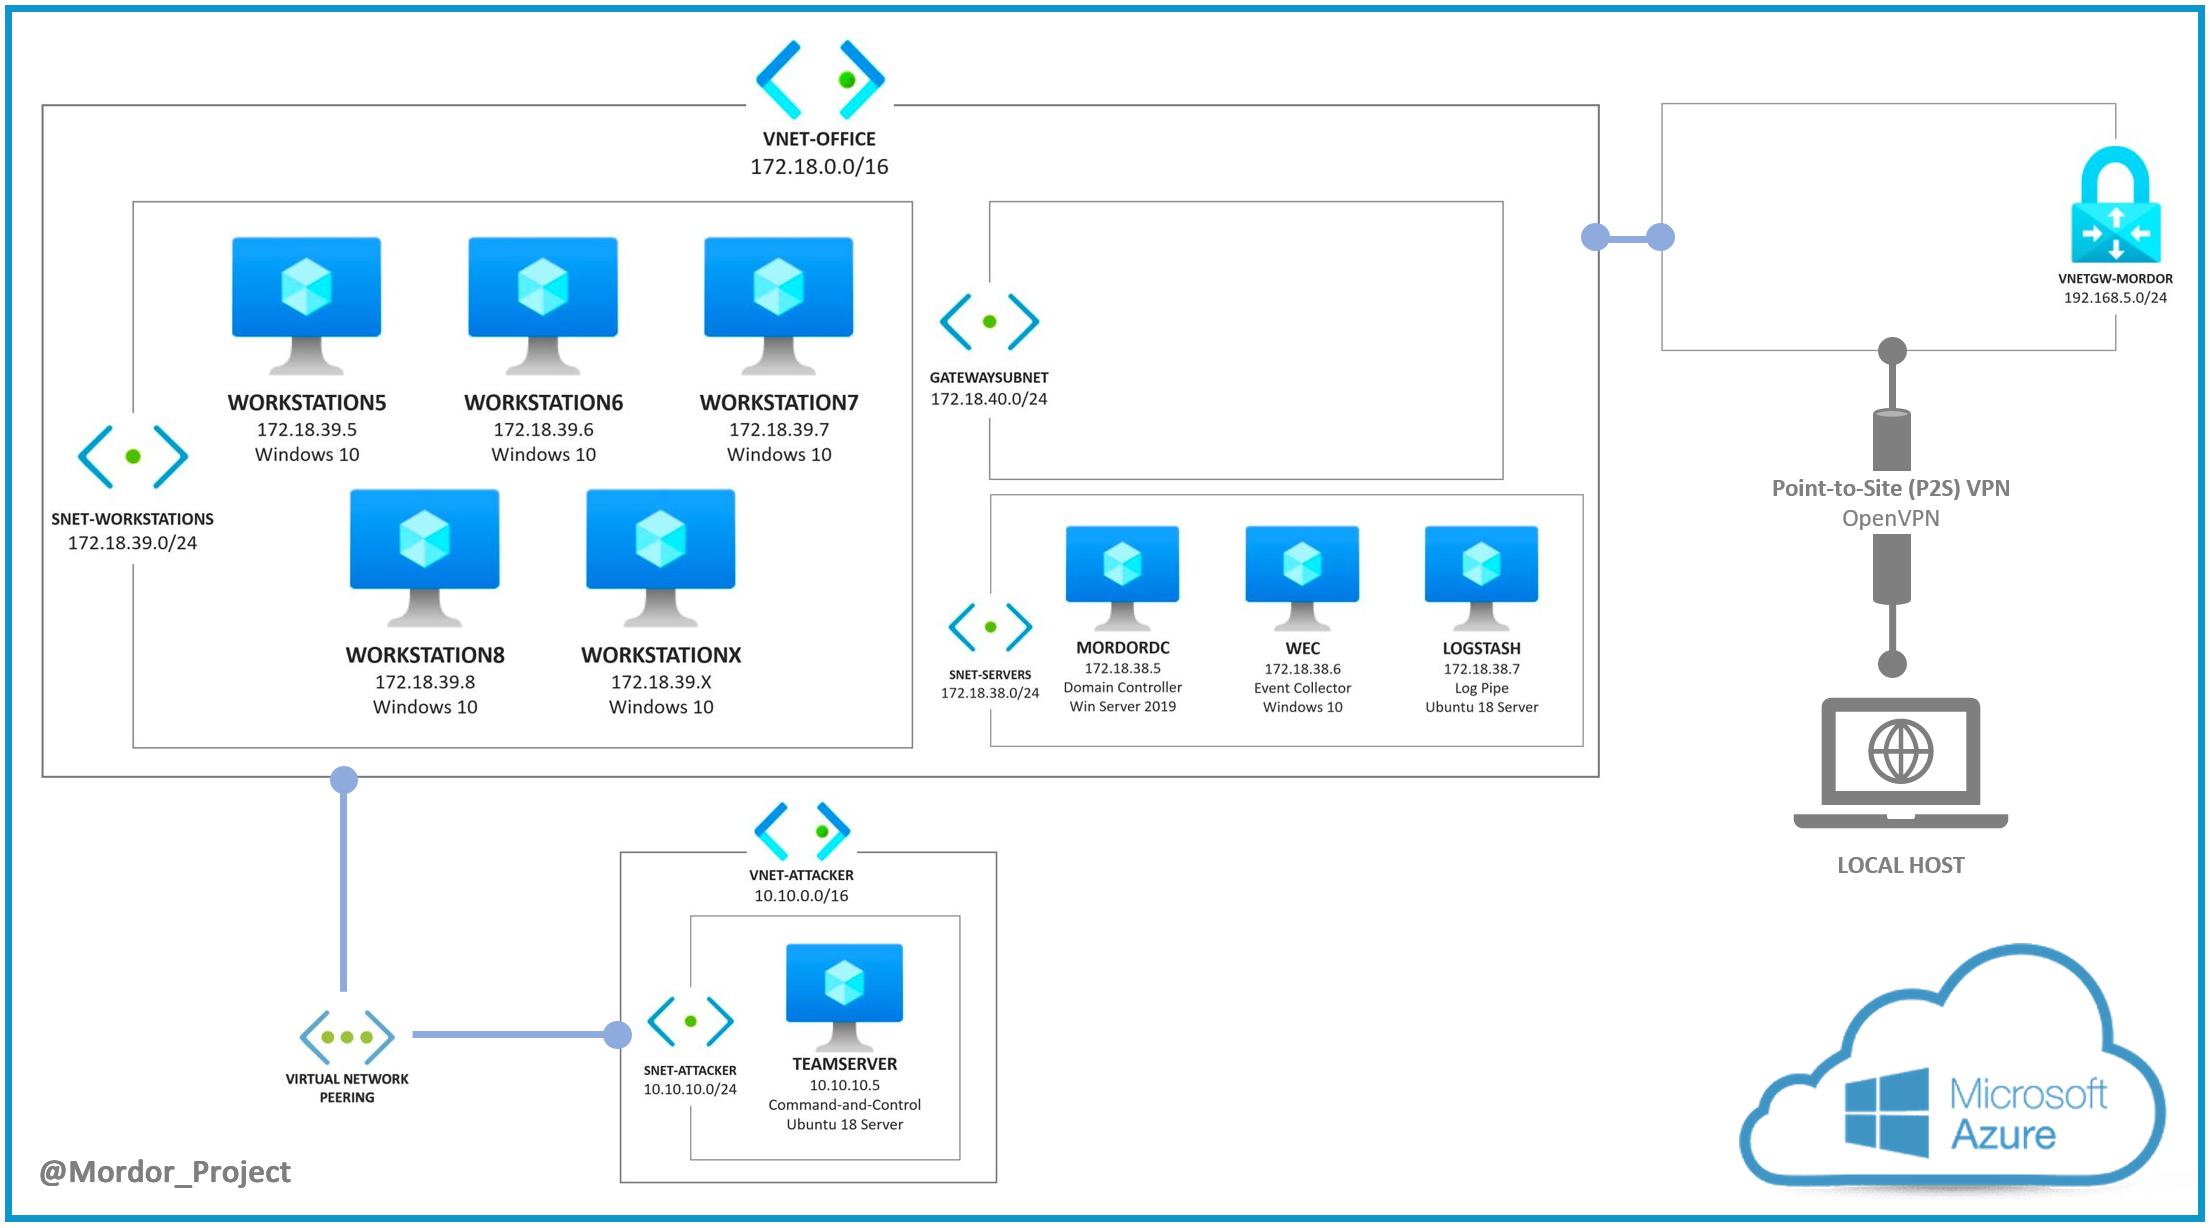 VNET-OFFICE
172.18.0.0/16
WORKSTATION5
172.18.39.5
Windows 10
WORKSTATION6
172.18.39.6
Windows 10
WORKSTATION7
172.18.39.7
Windows 10
SNET-WORKSTATIONS
172.18.39.0/24
WORKSTATION8
172.18.39.8
Windows 10
WORKSTATIONX
172.18.39.X
Windows 10
GATEWAYSUBNET
172.18.40.0/24
SNET-SERVERS
172.18.38.0/24
MORDORDC
172.18.38.5
Domain Controller
Win Server 2019
WEC
172.18.38.6
Event Collector
Windows 10
LOGSTASH
172.18.38.7
Log Pipe
Ubuntu 18 Server
VNETGW-MORDOR
192.168.5.0/24
Point-to-Site (P2S) VPN
OpenVPN
LOCAL HOST
VIRTUAL NETWORK
PEERING
VNET-ATTACKER
10.10.0.0/16
SNET-ATTACKER
10.10.10.0/24
TEAMSERVER
10.10.10.5
Command-and-Control
Ubuntu 18 Server
Microsoft
Azure
@Mordor_Project